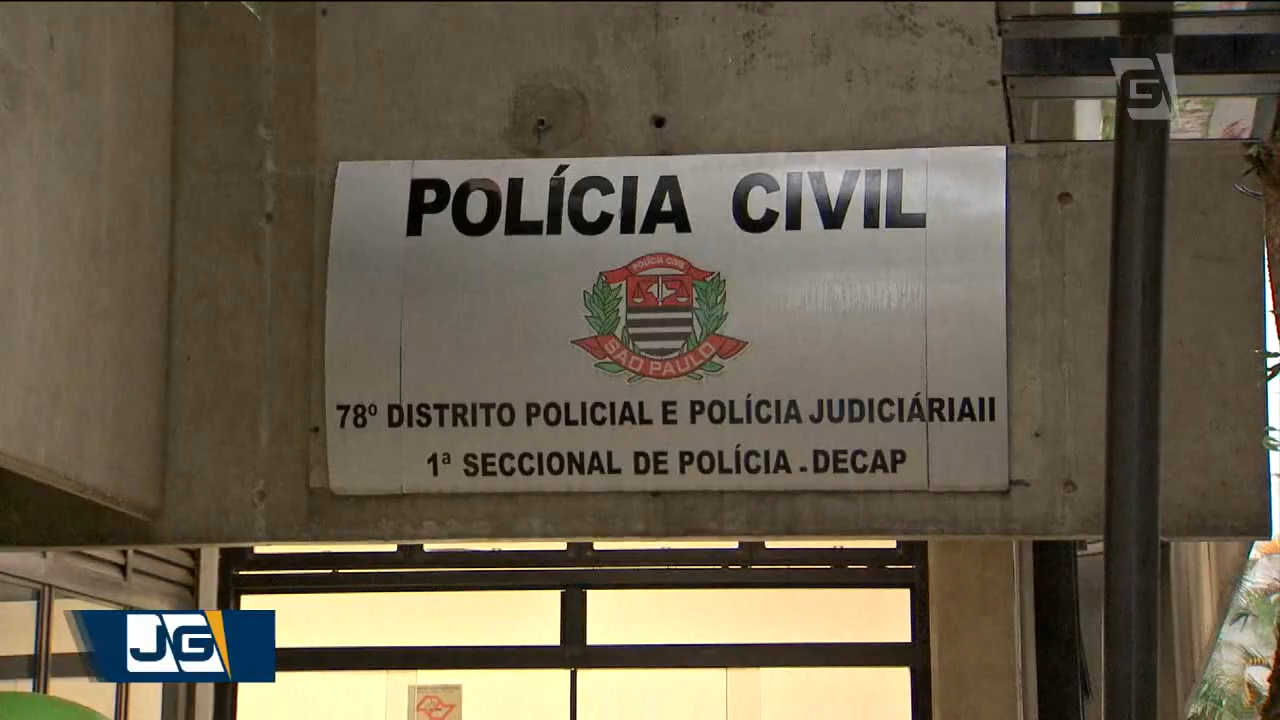 POLÍCIA CIVIL
POLÍCIA CIVIL
SÃO PAULO
78º DISTRITO POLICIAL E POLÍCIA JUDICIÁRIAII
1ª SECCIONAL DE POLÍCIA - DECAP
G
JG